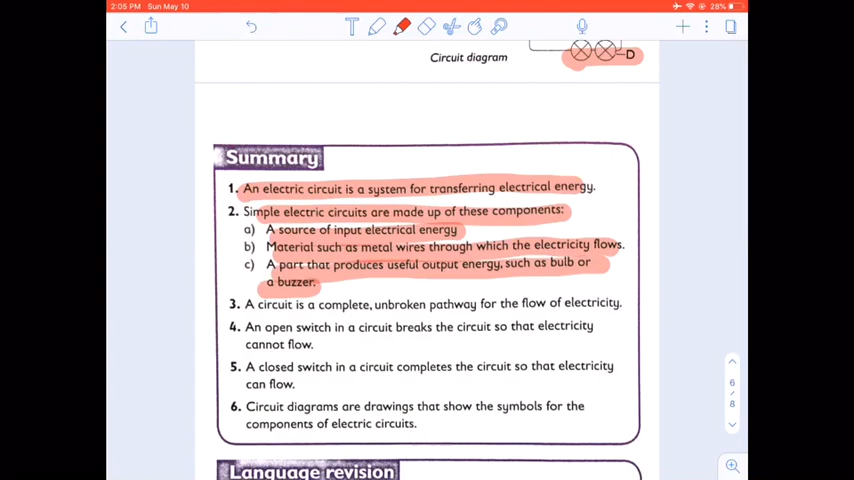 2:05 PM Sun May 10
28%
T
Circuit diagram
D
Summary
1. An electric circuit is a system for transferring electrical energy.
2. Simple electric circuits are made up of these components:
a) A source of input electrical energy
b) Material such as metal wires through which the electricity flows.
c) A part that produces useful output energy, such as bulb or
a buzzer.
3. A circuit is a complete, unbroken pathway for the flow of electricity.
4. An open switch in a circuit breaks the circuit so that electricity
cannot flow.
5. A closed switch in a circuit completes the circuit so that electricity
can flow.
6. Circuit diagrams are drawings that show the symbols for the
components of electric circuits.
6
/
8
Language revision